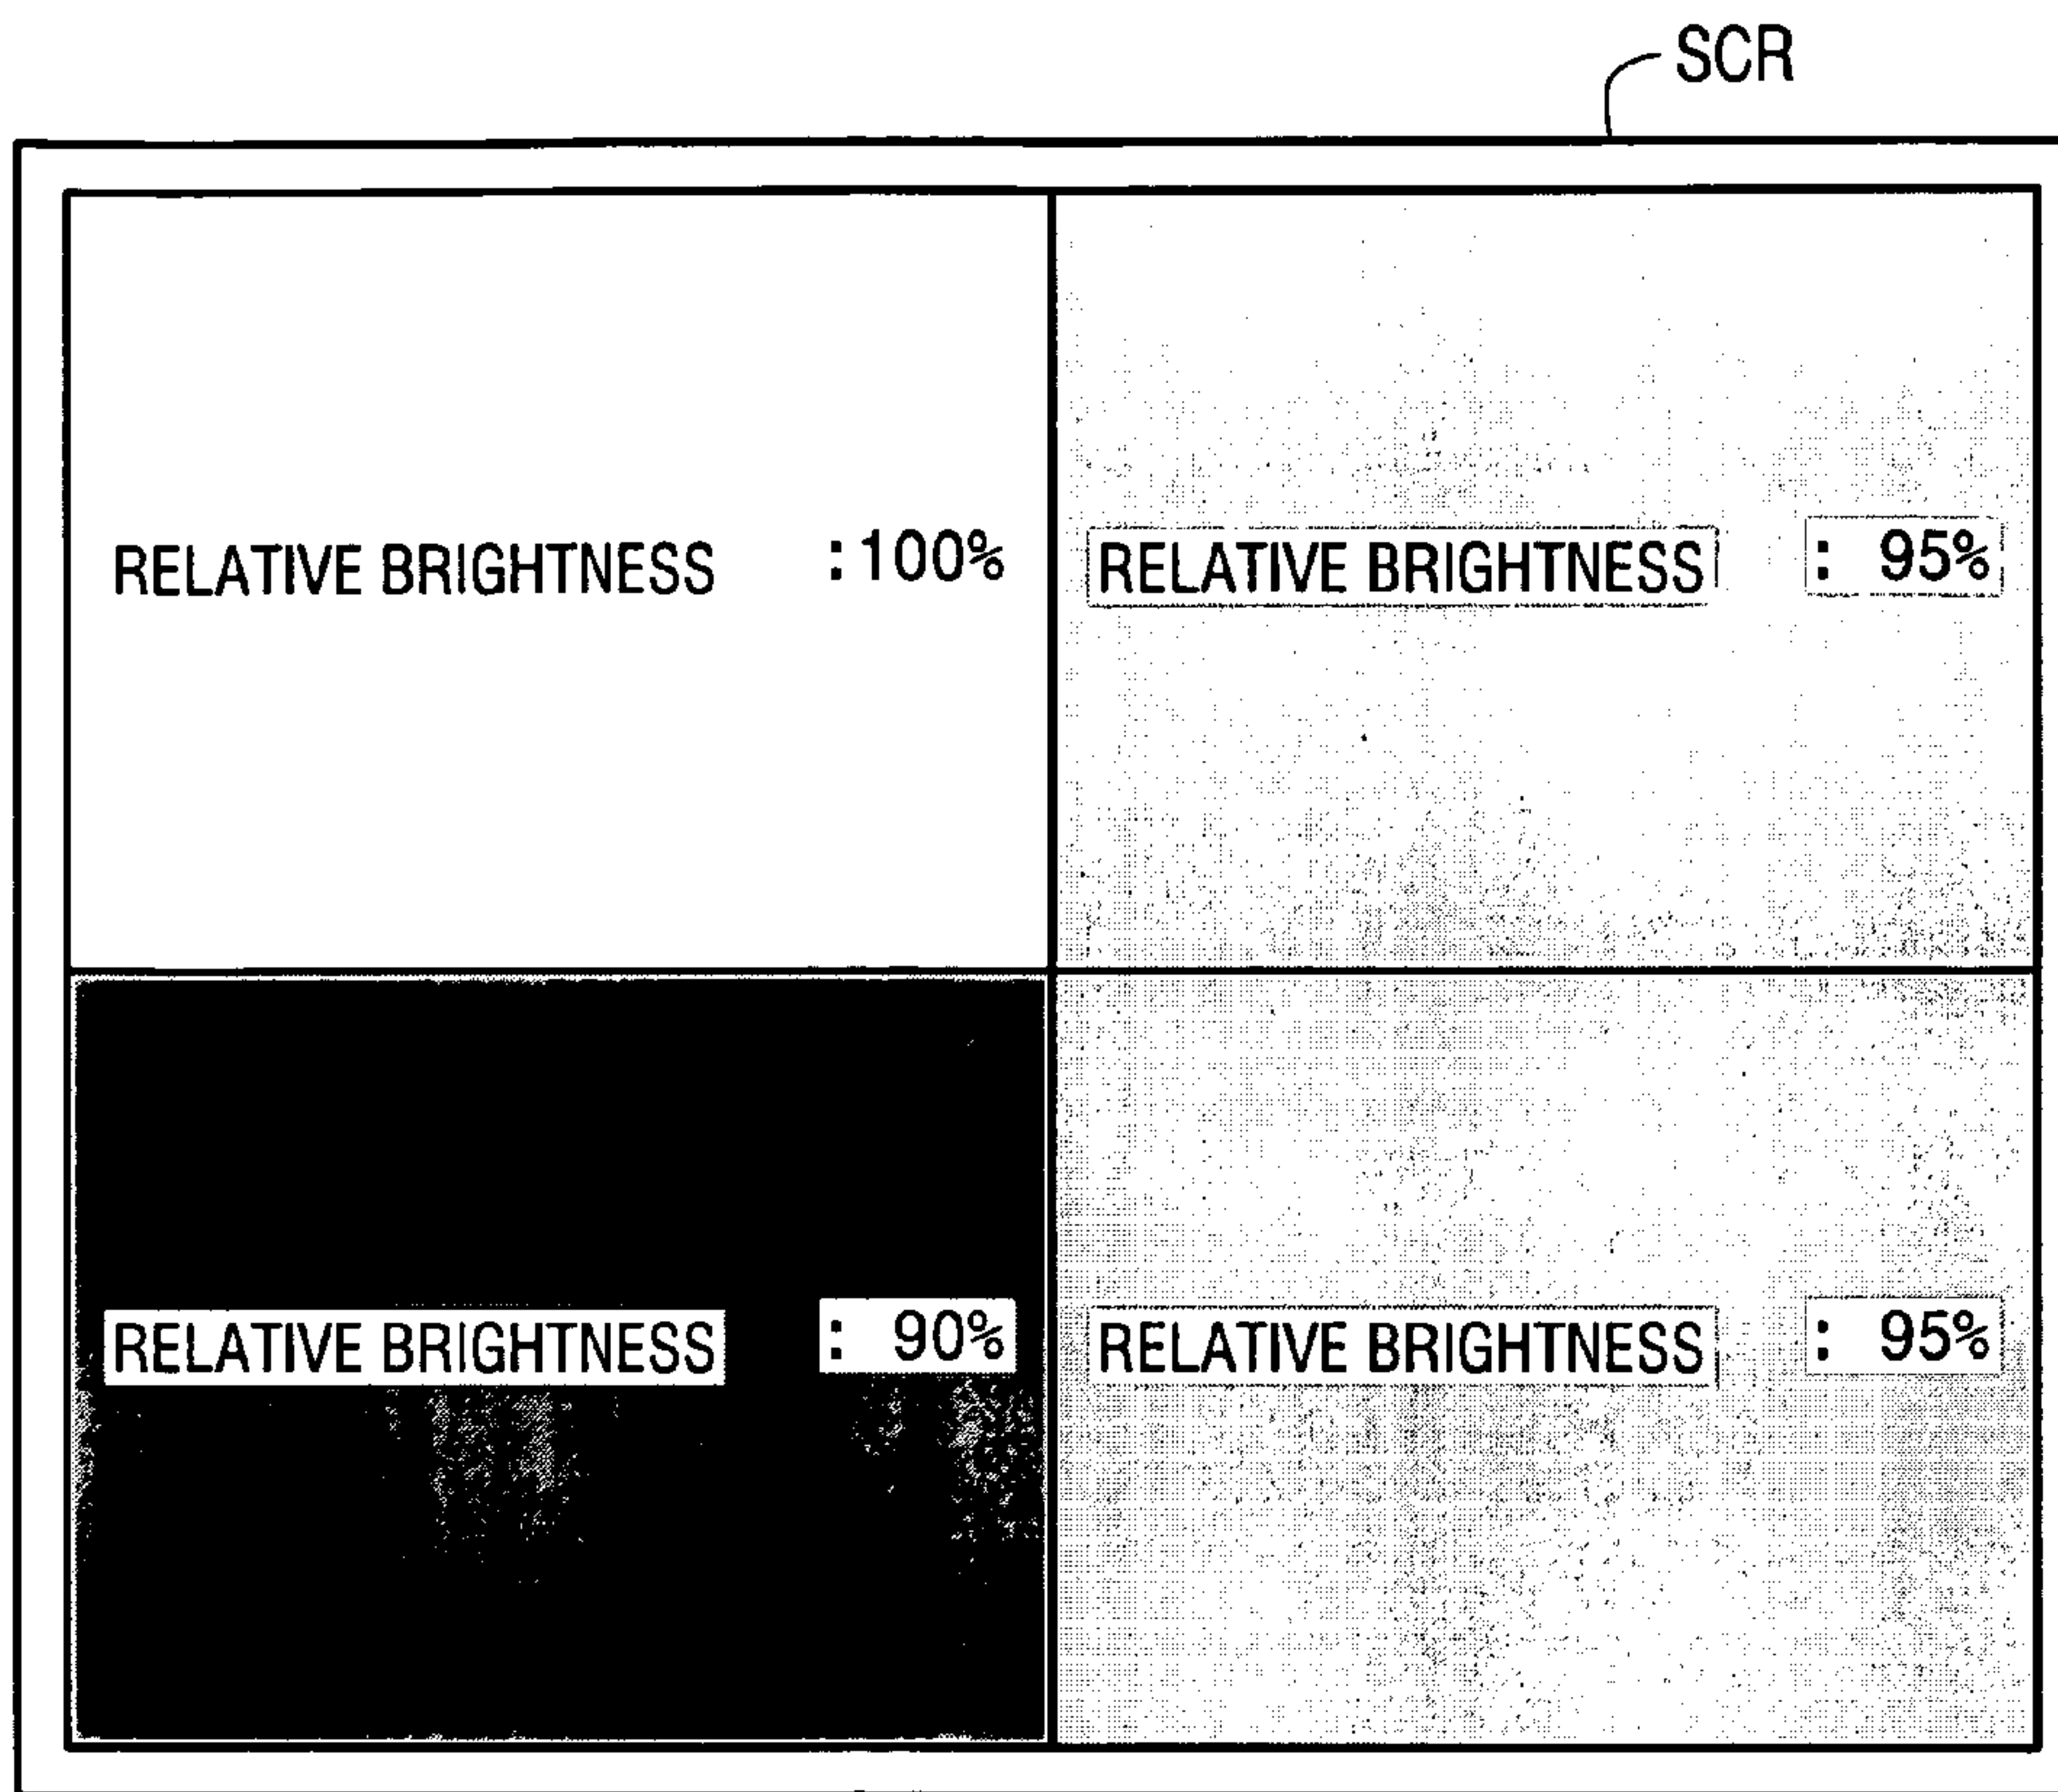 SCR
RELATIVE BRIGHTNESS :100%
RELATIVE BRIGHTNESS : 95%
RELATIVE BRIGHTNESS : 90%
RELATIVE BRIGHTNESS : 95%